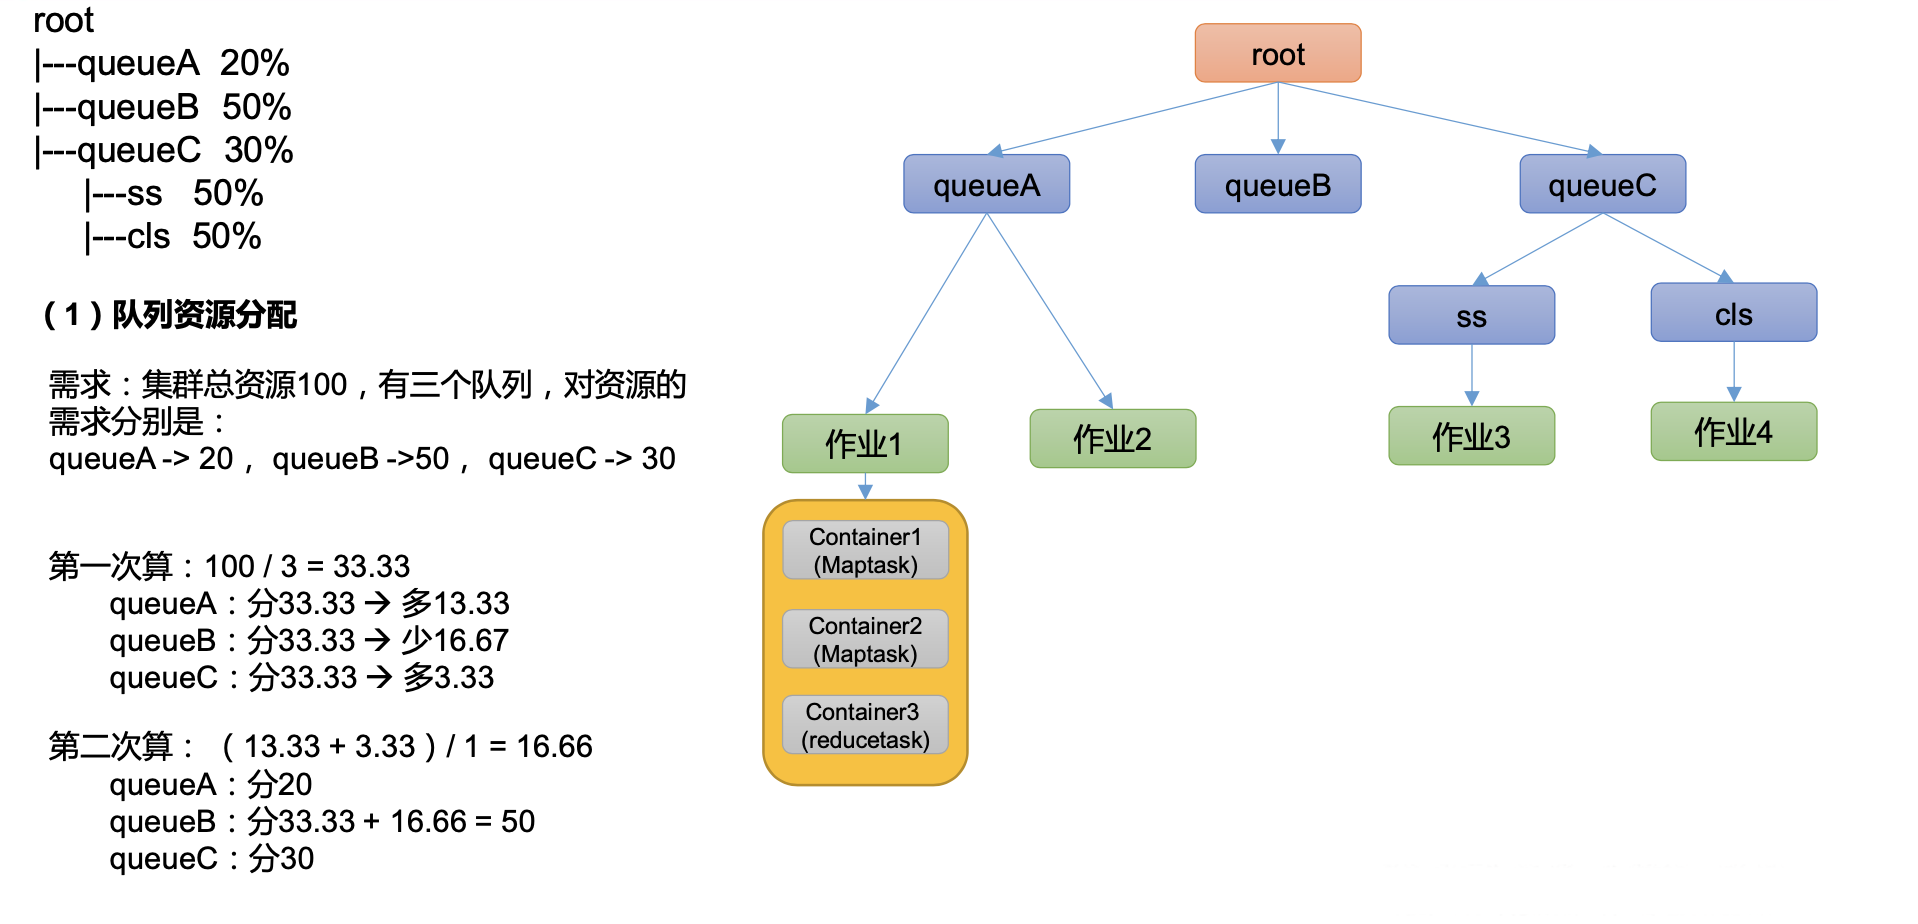 root
|---queueA 20%
|---queueB 50%
|---queueC 30%
|---ss 50%
|---cls 50%
（1）队列资源分配
需求：集群总资源100，有三个队列，对资源的
需求分别是：
queueA -> 20， queueB ->50， queueC -> 30
第一次算：100 / 3 = 33.33
queueA：分33.33 → 多13.33
queueB：分33.33 → 少16.67
queueC：分33.33 → 多3.33
第二次算： （13.33 + 3.33）/ 1 = 16.66
queueA：分20
queueB：分33.33 + 16.66 = 50
queueC：分30
root
queueA
queueB
queueC
ss
cls
作业1
作业2
作业3
作业4
Container1
(Maptask)
Container2
(Maptask)
Container3
(reducetask)